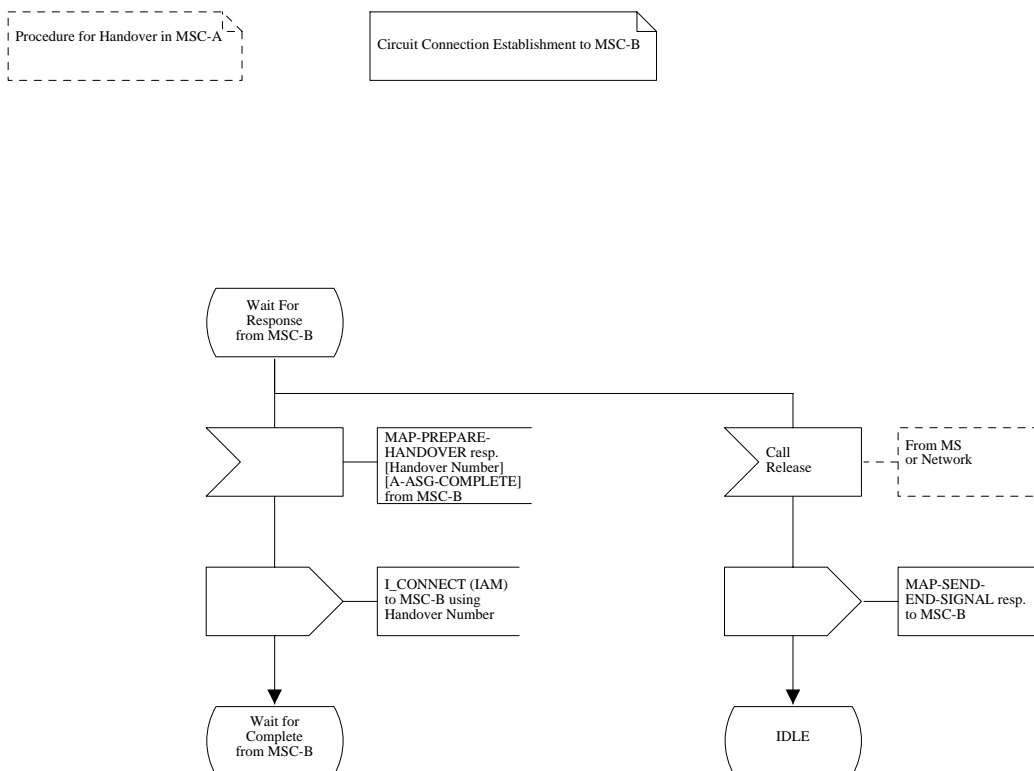 Procedure for Handover in MSC-A
Circuit Connection Establishment to MSC-B
Wait For
Response
from MSC-B
MAP-PREPARE-
HANDOVER resp.
[Handover Number]
[A-ASG-COMPLETE]
from MSC-B
Call
Release
From MS
or Network
I_CONNECT (IAM)
to MSC-B using
Handover Number
MAP-SEND-
END-SIGNAL resp.
to MSC-B
Wait for
Complete
from MSC-B
IDLE